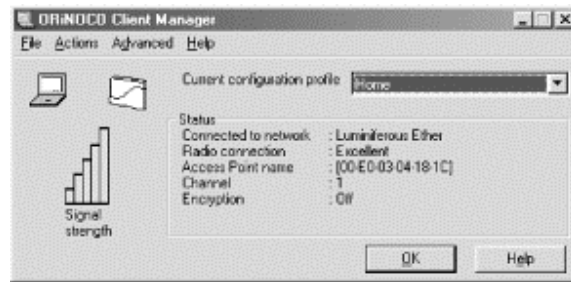 ORiNOCO Client Manager
File Actions Advanced Help
Current configuration profile Home
Status
Connected to network : Luminiferous Ether
Radio connection : Excellent
Access Point name : [00-E0-03-04-18-1C]
Channel : 1
Encryption : Off
Signal
strength
OK Help